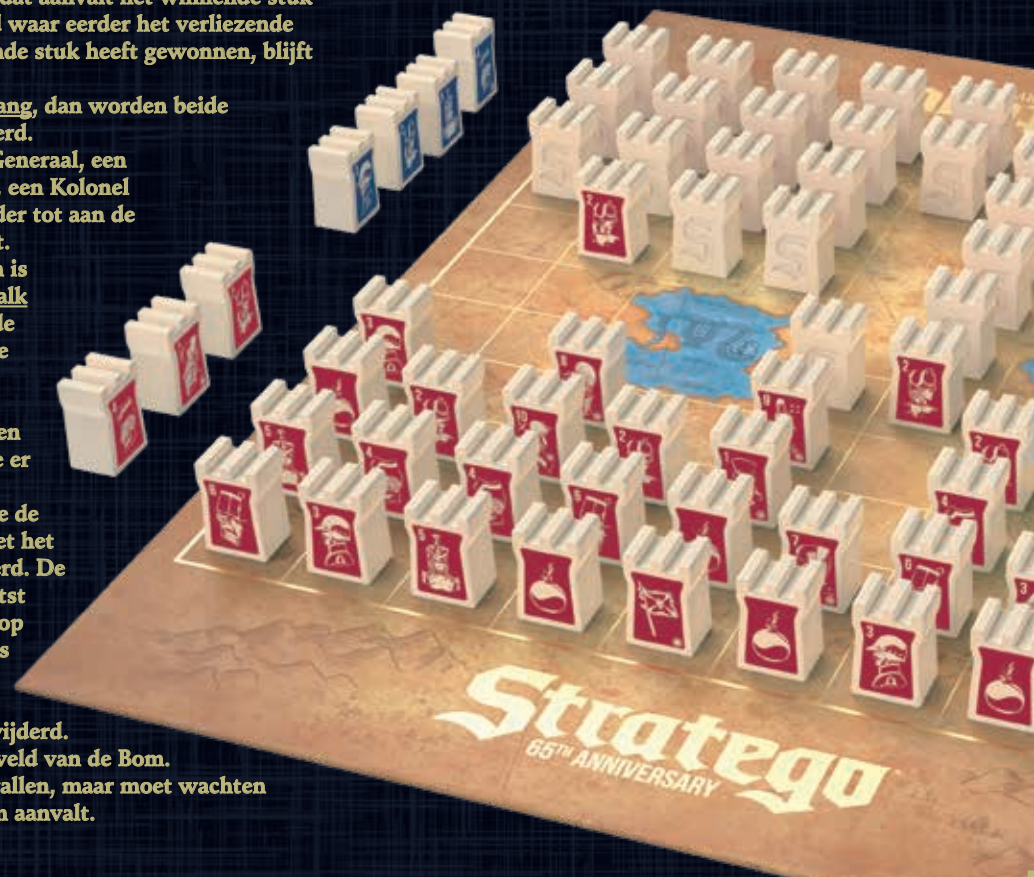 dat aanvalt het winnende stuk
waar eerder het verliezende
nde stuk heeft gewonnen, blijft
ang, dan worden beide
erd.
Generaal, een
een Kolonel
der tot aan de
t.
n is
alk
de
e
en
e er
e de
et het
erd. De
tst
op
s
vijderd.
veld van de Bom.
vallen, maar moet wachten
n aanvalt.
Stratego
65TH ANNIVERSARY